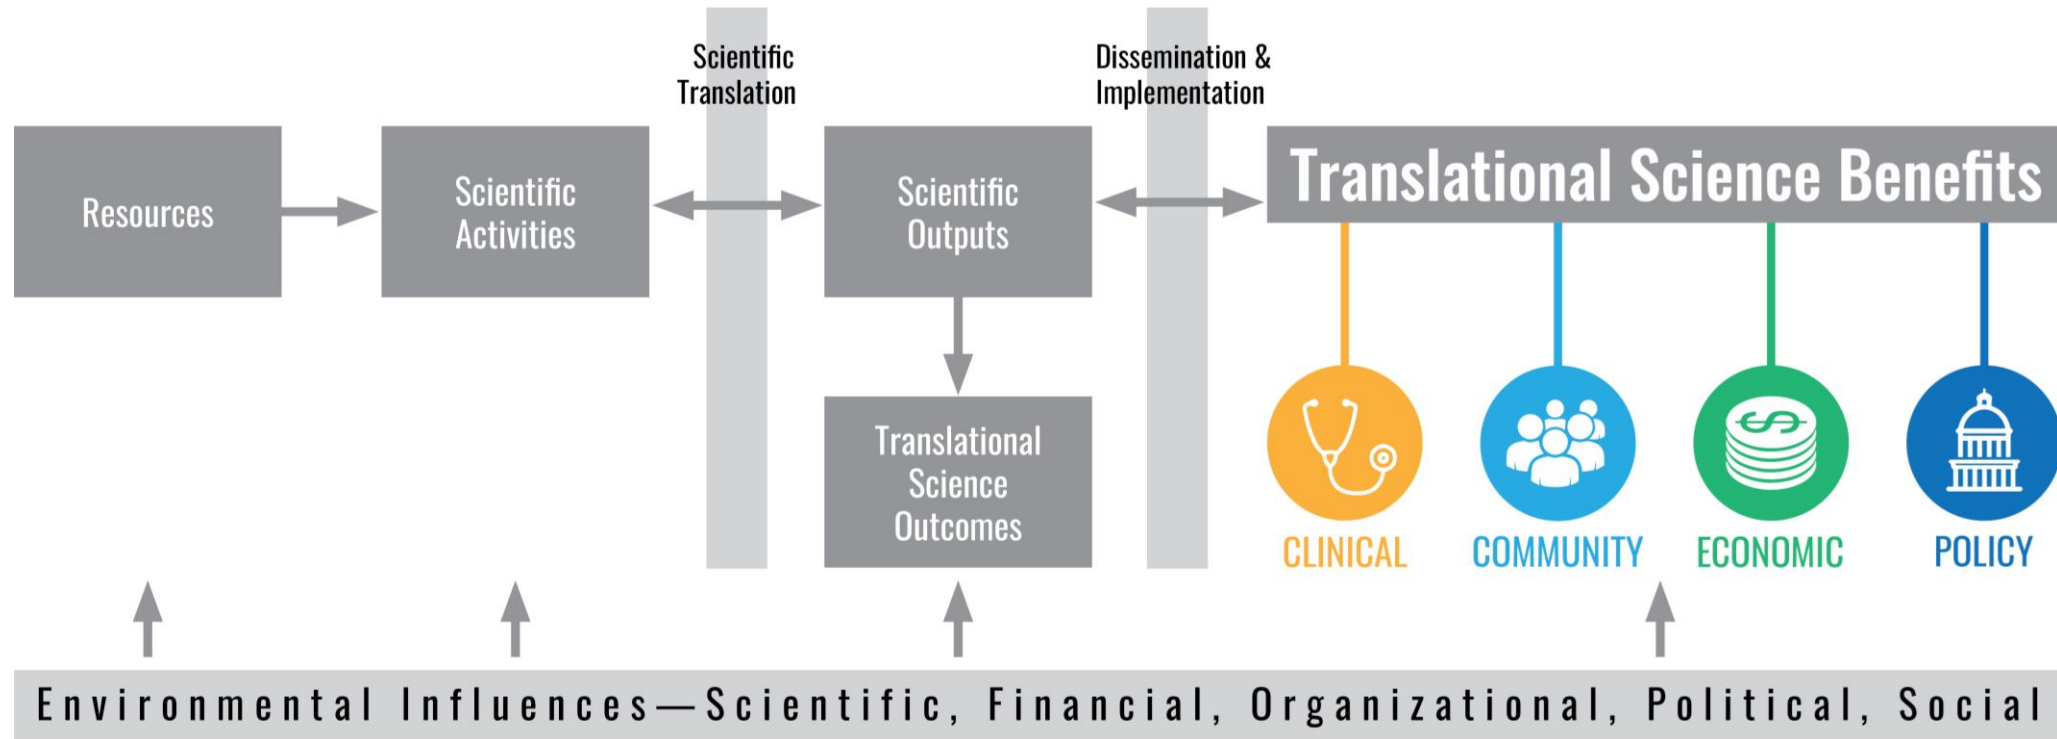 Scientific
Translation
Dissemination &
Implementation
Resources
Scientific
Activities
Scientific
Outputs
Translational Science Benefits
Translational
Science
Outcomes
CLINICAL
COMMUNITY
ECONOMIC
POLICY
Environmental Influences—Scientific, Financial, Organizational, Political, Social